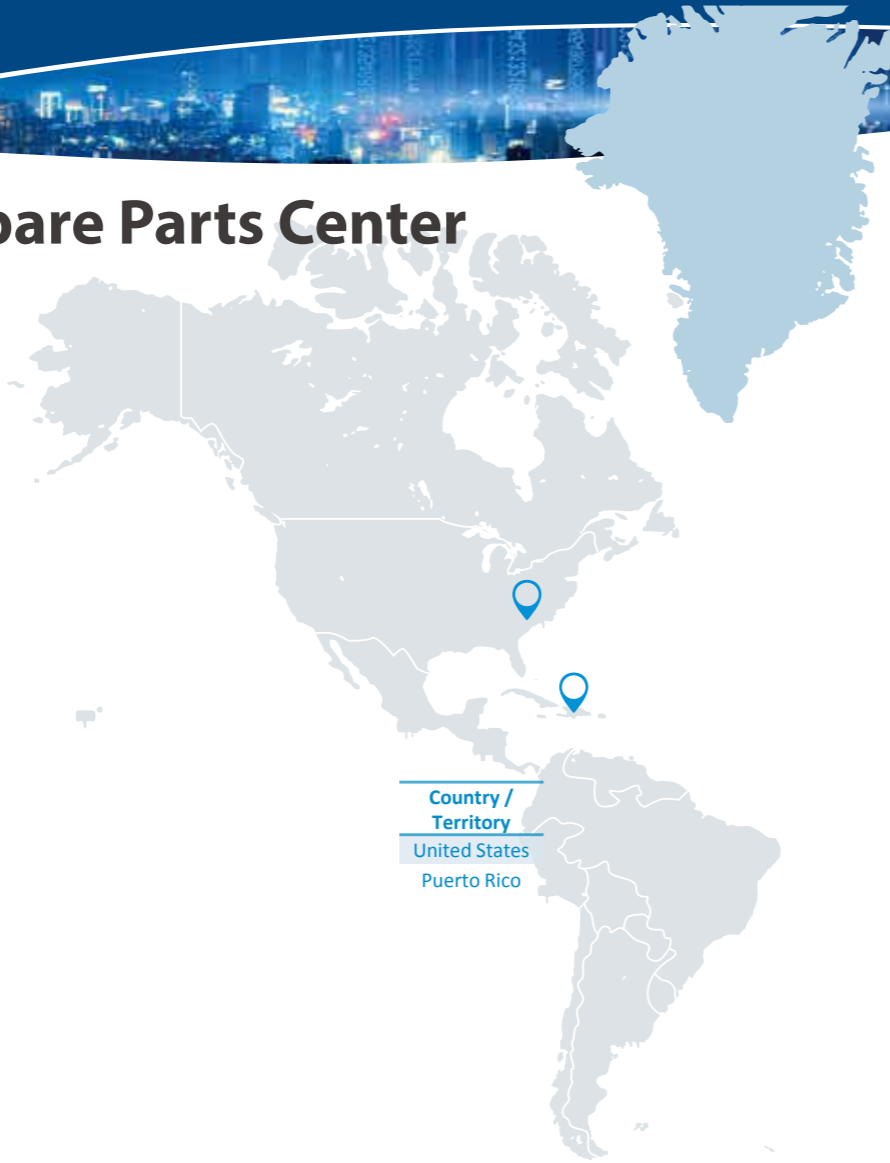 pare Parts Center
Country /
Territory
United States
Puerto Rico